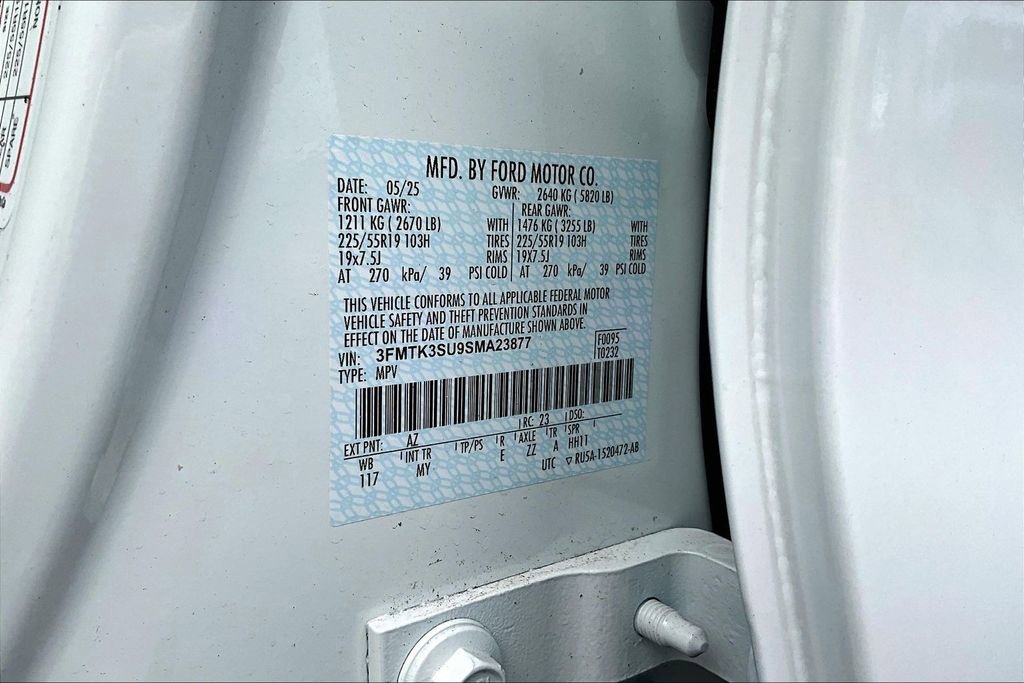 MFD. BY FORD MOTOR CO.
DATE: 05/25 GVWR: 2640 KG ( 5820 LB)
FRONT GAWR: REAR GAWR:
1211 KG ( 2670 LB) WITH 1476 KG ( 3255 LB) WITH
225/55R19 103H TIRES 225/55R19 103H TIRES
19x7.5J RIMS 19x7.5J RIMS
AT 270 kPa/ 39 PSI COLD AT 270 kPa/ 39 PSI COLD
THIS VEHICLE CONFORMS TO ALL APPLICABLE FEDERAL MOTOR
VEHICLE SAFETY AND THEFT PREVENTION STANDARDS IN
EFFECT ON THE DATE OF MANUFACTURE SHOWN ABOVE.
VIN: 3FMTK3SU9SMA23877 F0095
TYPE: MPV T0232
EXT PNT: AZ RC: 23 DSO:
WB INT TR TP/PS R AXLE TR SPR
117 MY E ZZ A HH11
UTC ▽ RU5A-1520472-AB
SPARE